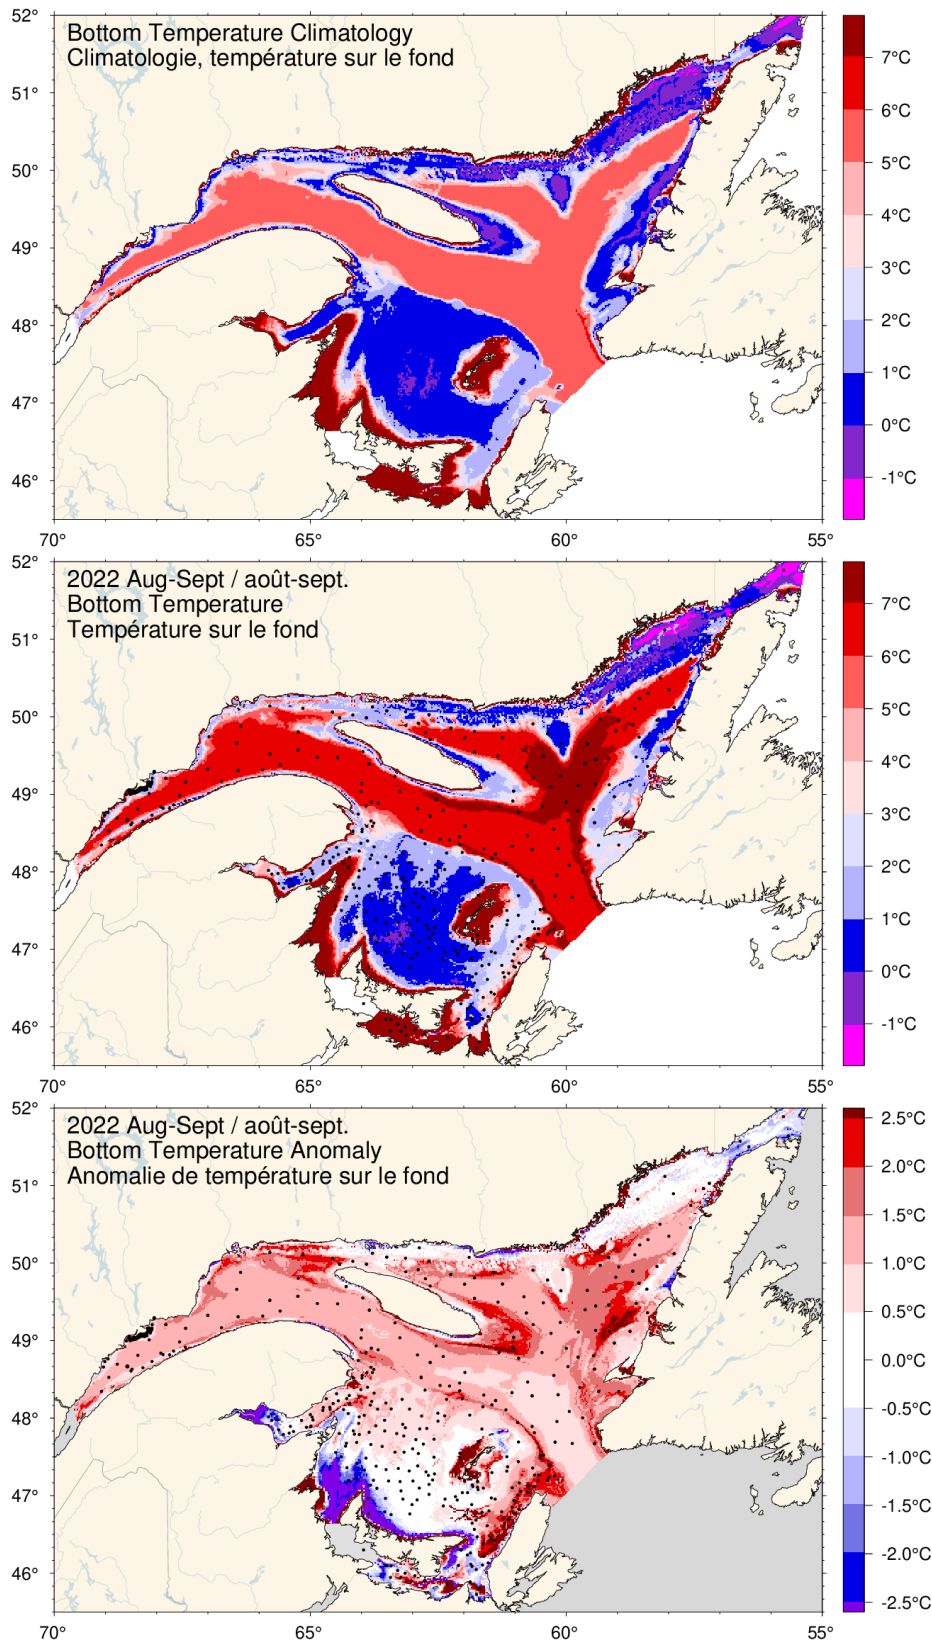 Bottom Temperature Climatology
Climatologie, température sur le fond
52°
51°
50°
49°
48°
47°
46°
70°
65°
60°
55°
7°C
6°C
5°C
4°C
3°C
2°C
1°C
0°C
-1°C
2022 Aug-Sept / août-sept.
Bottom Temperature
Température sur le fond
52°
51°
50°
49°
48°
47°
46°
70°
65°
60°
55°
7°C
6°C
5°C
4°C
3°C
2°C
1°C
0°C
-1°C
2022 Aug-Sept / août-sept.
Bottom Temperature Anomaly
Anomalie de température sur le fond
52°
51°
50°
49°
48°
47°
46°
70°
65°
60°
55°
2.5°C
2.0°C
1.5°C
1.0°C
0.5°C
0.0°C
-0.5°C
-1.0°C
-1.5°C
-2.0°C
-2.5°C